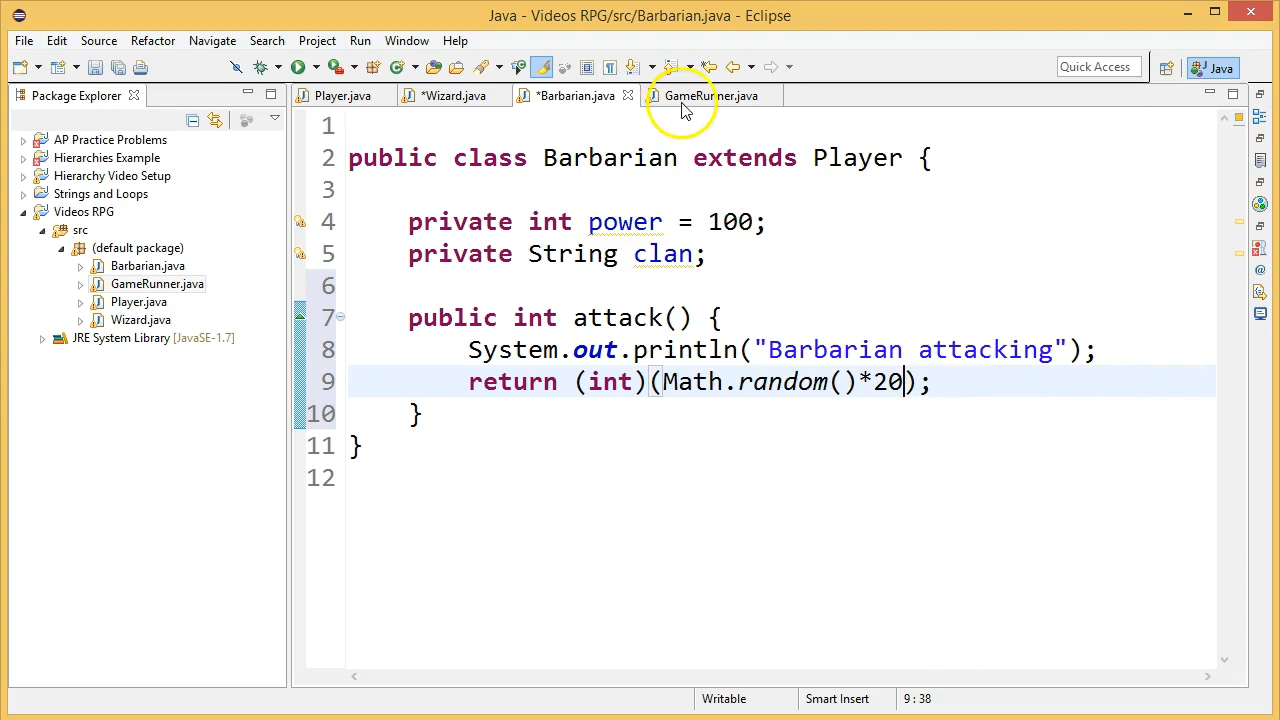 Java - Videos RPG/src/Barbarian.java - Eclipse
File Edit Source Refactor Navigate Search Project Run Window Help
Quick Access
Java
Package Explorer
Player.java
*Wizard.java
*Barbarian.java
GameRunner.java
AP Practice Problems
Hierarchies Example
Hierarchy Video Setup
Strings and Loops
Videos RPG
src
(default package)
Barbarian.java
GameRunner.java
Player.java
Wizard.java
JRE System Library [JavaSE-1.7]
1
2 public class Barbarian extends Player {
3
4 private int power = 100;
5 private String clan;
6
7 public int attack() {
8 System.out.println("Barbarian attacking");
9 return (int)(Math.random()*20);
10 }
11 }
12
Writable Smart Insert 9 : 38